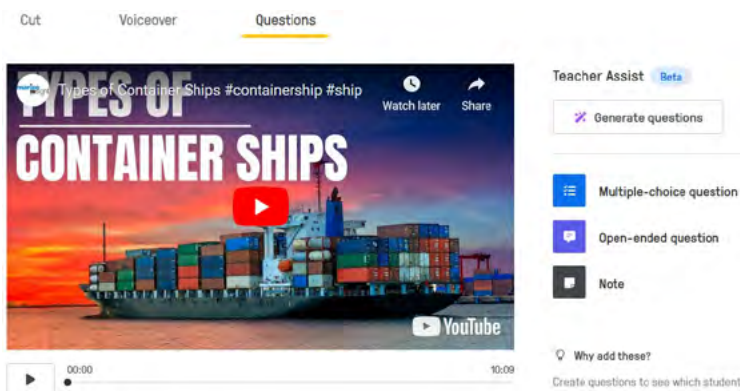 Cut Voiceover Questions
Types of Container Ships #containership #ship
Watch later Share
TYPES OF
CONTAINER SHIPS
YouTube
00:00 10:09
Teacher Assist Beta
Generate questions
Multiple-choice question
Open-ended question
Note
Why add these?
Create questions to see which student